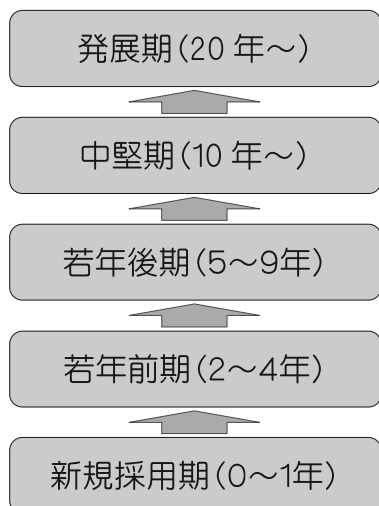 発展期(20 年～)
中堅期(10 年～)
若年後期(5～9年)
若年前期(2～4年)
新規採用期(0～1年)